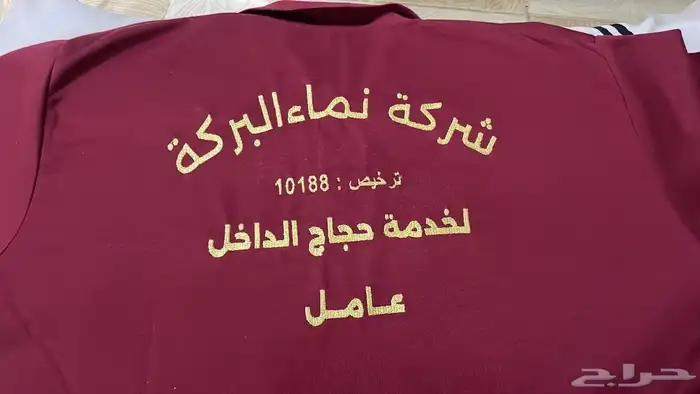 شركة نماء البركة
ترخيص : 10188
لخدمة حجاج الداخل
عامل
حراج